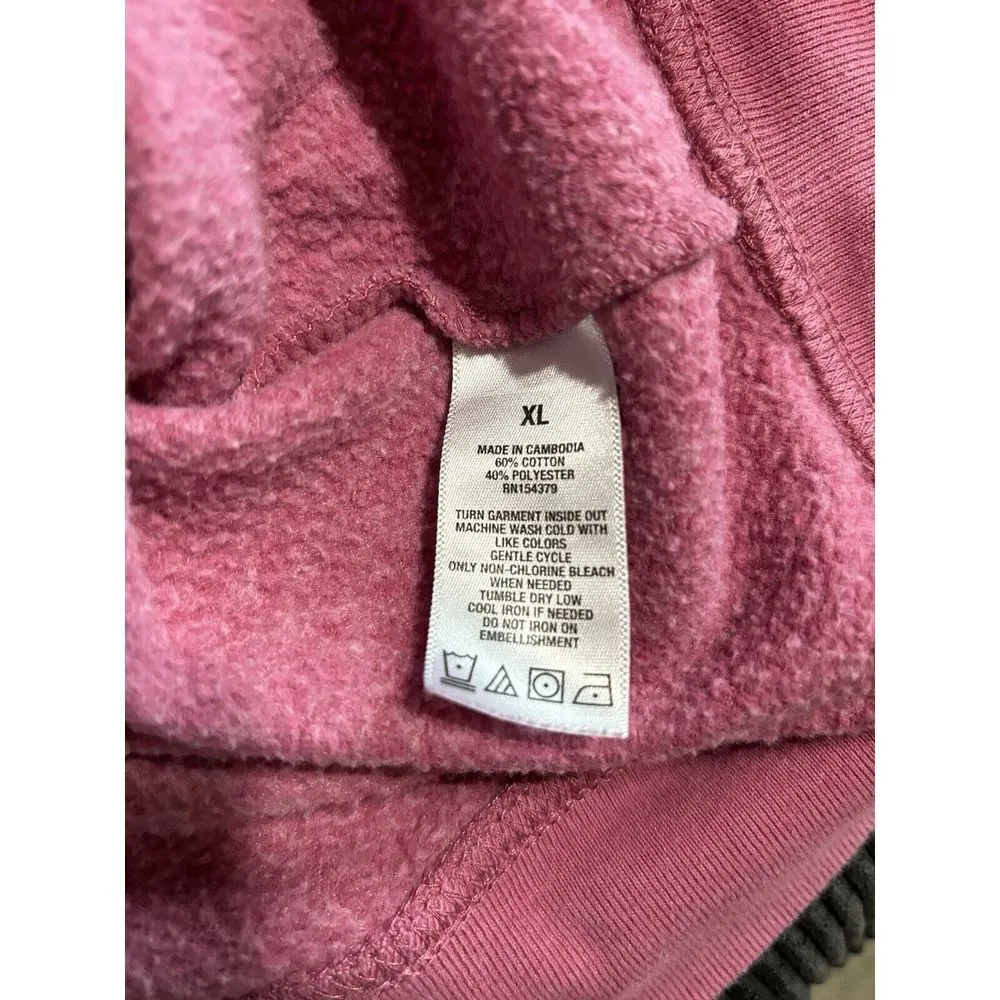 XL
MADE IN CAMBODIA
60% COTTON
40% POLYESTER
RN154379
TURN GARMENT INSIDE OUT
MACHINE WASH COLD WITH
LIKE COLORS
GENTLE CYCLE
ONLY NON-CHLORINE BLEACH
WHEN NEEDED
TUMBLE DRY LOW
COOL IRON IF NEEDED
DO NOT IRON ON
EMBELLISHMENT